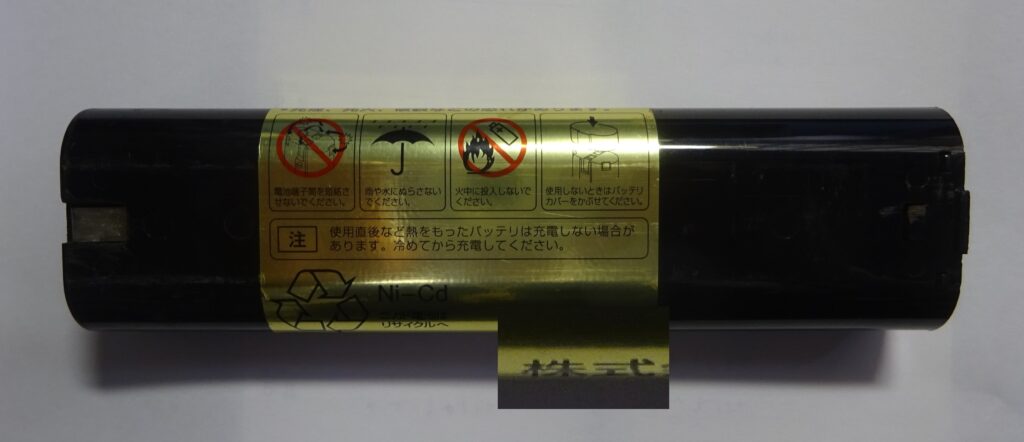 電池端子間を短絡さ
せないでください。
雨や水にぬらさない
でください。
火中に投入しないで
ください。
使用しないときはバッテリ
カバーをかぶせてください。
注
使用直後など熱をもったバッテリは充電しない場合が
あります。冷めてから充電してください。
Ni-Cd
リサイクルへ
株式